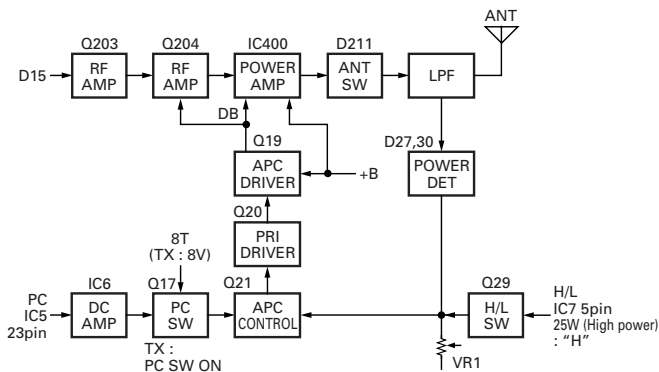 ANT
Q203
Q204
IC400
D211
D15
RF
AMP
RF
AMP
POWER
AMP
ANT
SW
LPF
DB
Q19
D27,30
APC
DRIVER
+B
POWER
DET
Q20
PRI
DRIVER
8T
(TX : 8V)
IC6
Q17
Q21
Q29
PC
IC5
23pin
DC
AMP
PC
SW
APC
CONTROL
H/L
SW
H/L
IC7 5pin
25W (High power)
: “H”
TX :
PC SW ON
VR1